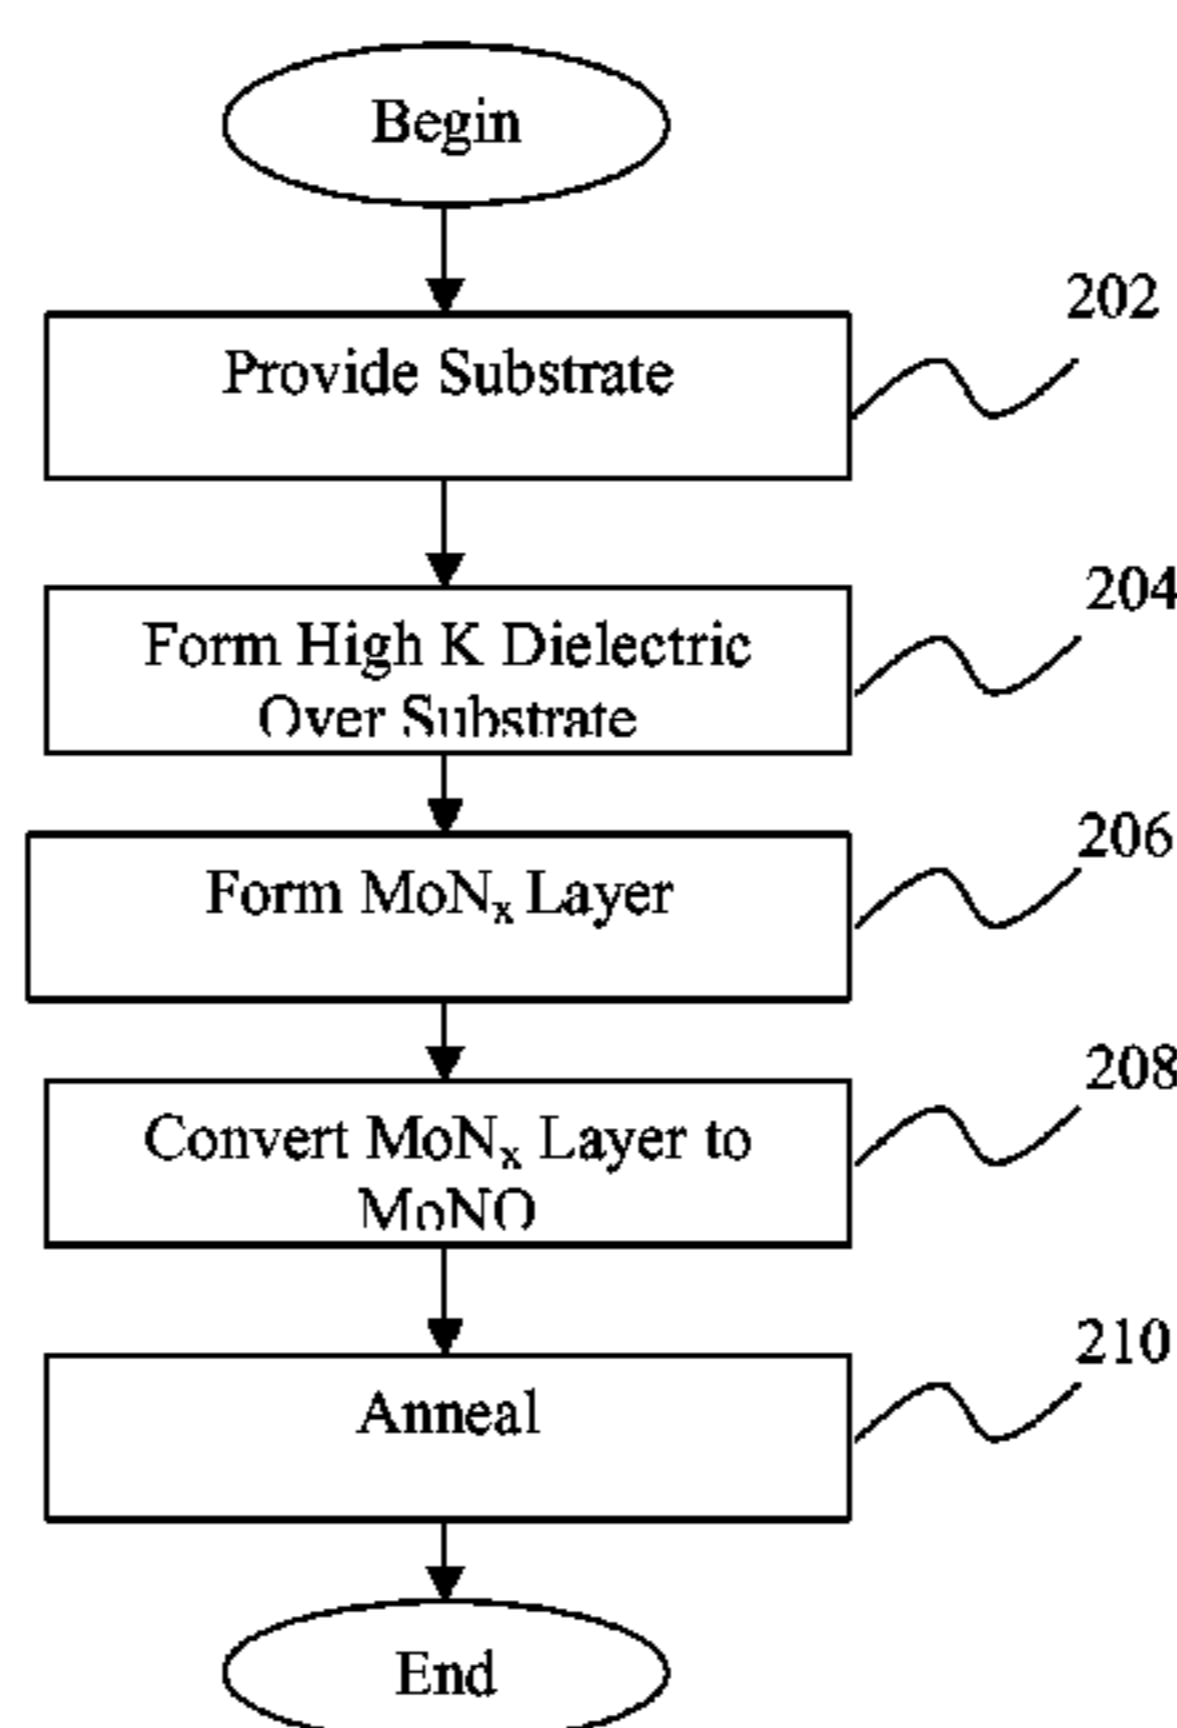 Begin
202
Provide Substrate
204
Form High K Dielectric
Over Substrate
206
Form MoNₓ Layer
208
Convert MoNₓ Layer to
MoNO
210
Anneal
End